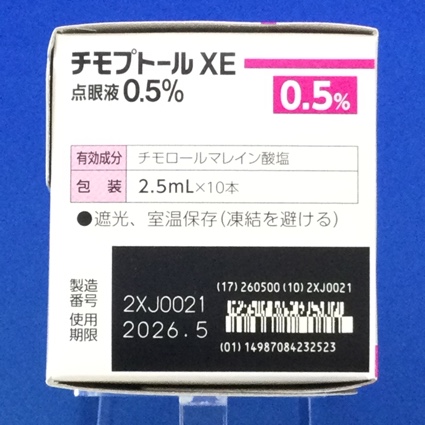 チモプトール XE
点眼液 0.5%
0.5%
有効成分 チモロールマレイン酸塩
包装 2.5mL×10本
●遮光、室温保存(凍結を避ける)
製造番号 2XJ0021
使用期限 2026.5
(17) 260500 (10) 2XJ0021
(01) 14987084232523